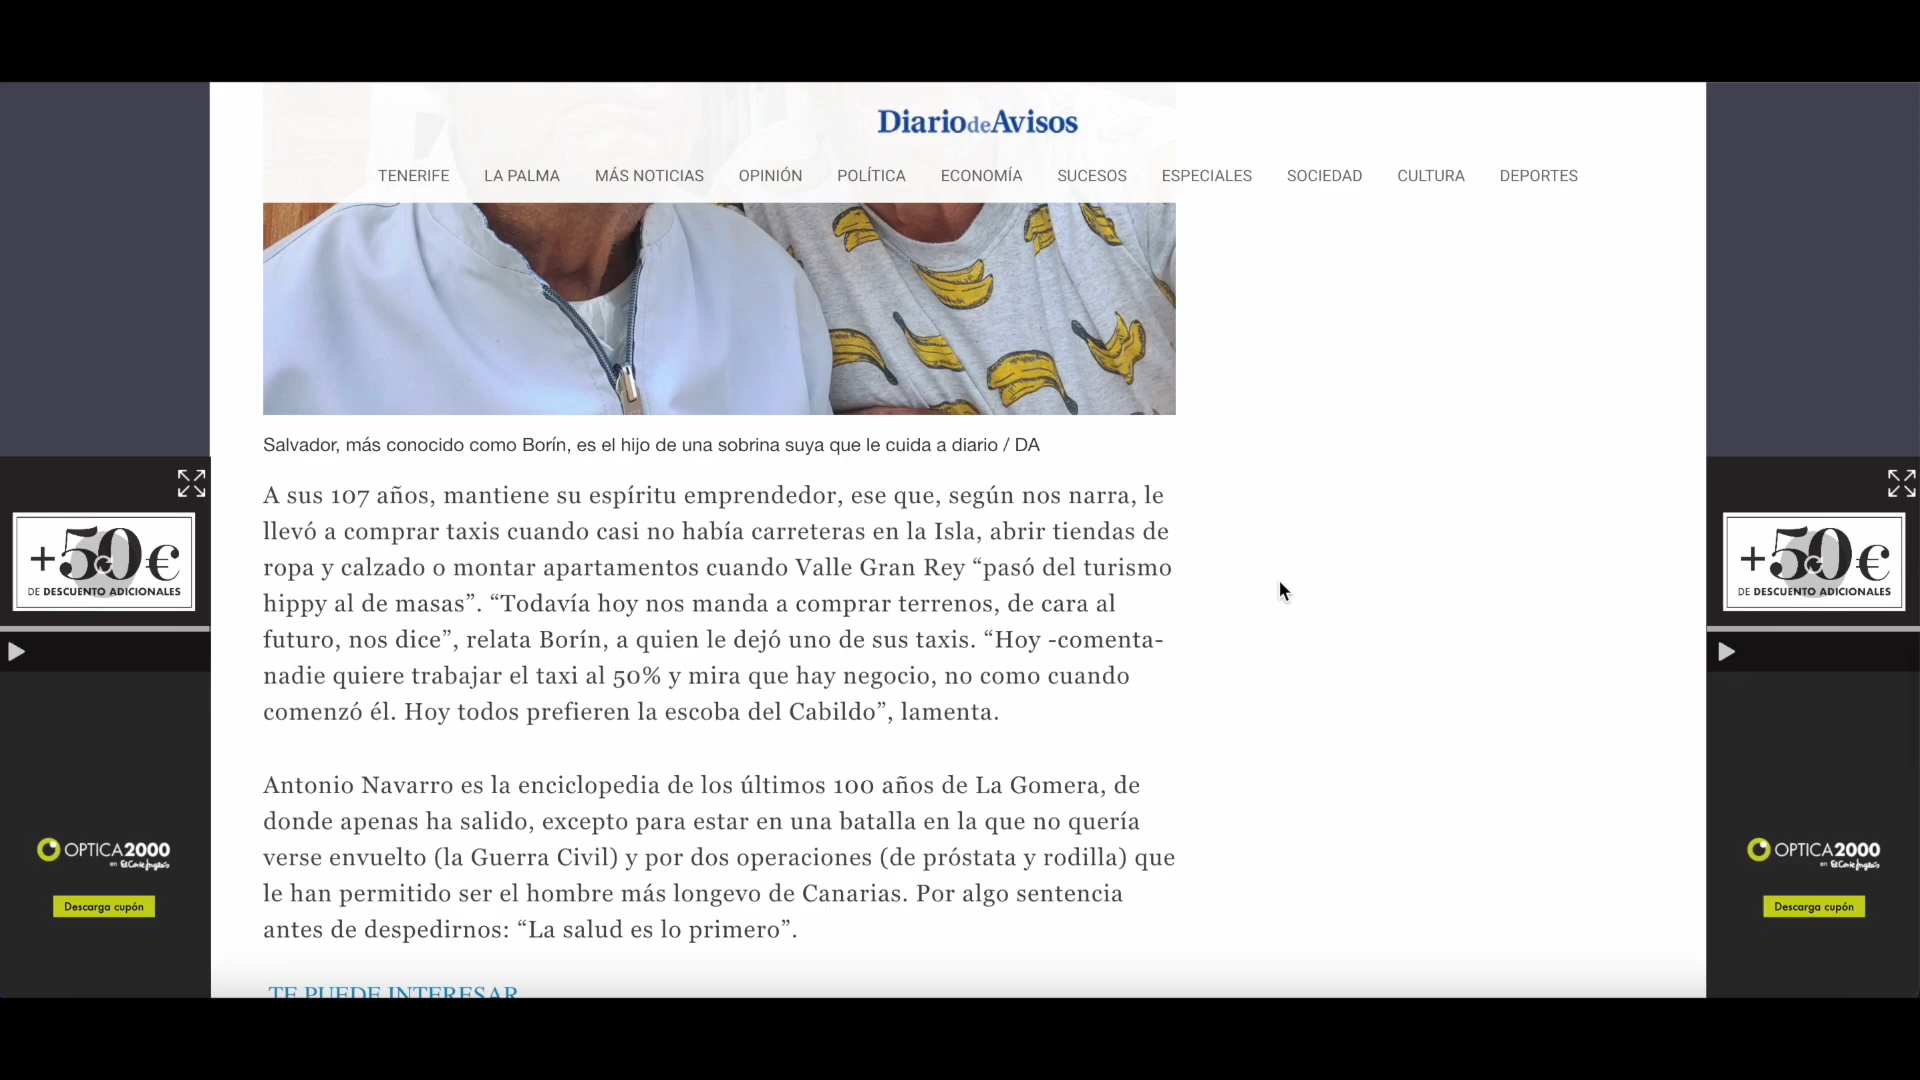 DiariodeAvisos
TENERIFE LA PALMA MÁS NOTICIAS OPINIÓN POLÍTICA ECONOMÍA SUCESOS ESPECIALES SOCIEDAD CULTURA DEPORTES
Salvador, más conocido como Borín, es el hijo de una sobrina suya que le cuida a diario / DA
A sus 107 años, mantiene su espíritu emprendedor, ese que, según nos narra, le
llevó a comprar taxis cuando casi no había carreteras en la Isla, abrir tiendas de
ropa y calzado o montar apartamentos cuando Valle Gran Rey “pasó del turismo
hippy al de masas”. “Todavía hoy nos manda a comprar terrenos, de cara al
futuro, nos dice”, relata Borín, a quien le dejó uno de sus taxis. “Hoy -comenta-
nadie quiere trabajar el taxi al 50% y mira que hay negocio, no como cuando
comenzó él. Hoy todos prefieren la escoba del Cabildo”, lamenta.
Antonio Navarro es la enciclopedia de los últimos 100 años de La Gomera, de
donde apenas ha salido, excepto para estar en una batalla en la que no quería
verse envuelto (la Guerra Civil) y por dos operaciones (de próstata y rodilla) que
le han permitido ser el hombre más longevo de Canarias. Por algo sentencia
antes de despedirnos: “La salud es lo primero”.
TE PUEDE INTERESAR
+50€
DE DESCUENTO ADICIONALES
OPTICA2000
en El Corte Inglés
Descarga cupón
+50€
DE DESCUENTO ADICIONALES
OPTICA2000
en El Corte Inglés
Descarga cupón